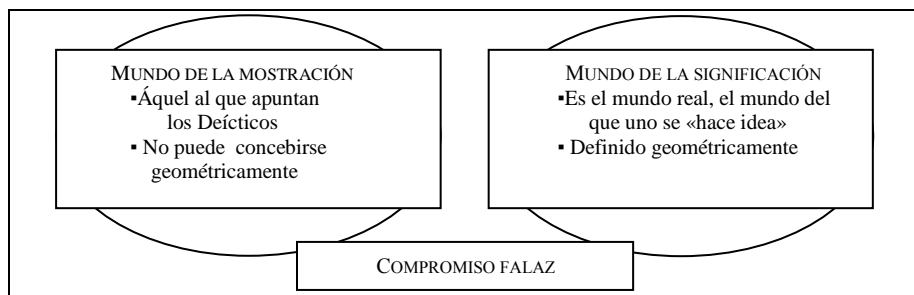 MUNDO DE LA MOSTRACIÓN
▪Áquel al que apuntan
los Deícticos
▪ No puede concebirse
geométricamente
MUNDO DE LA SIGNIFICACIÓN
▪Es el mundo real, el mundo del
que uno se «hace idea»
▪ Definido geométricamente
COMPROMISO FALAZ